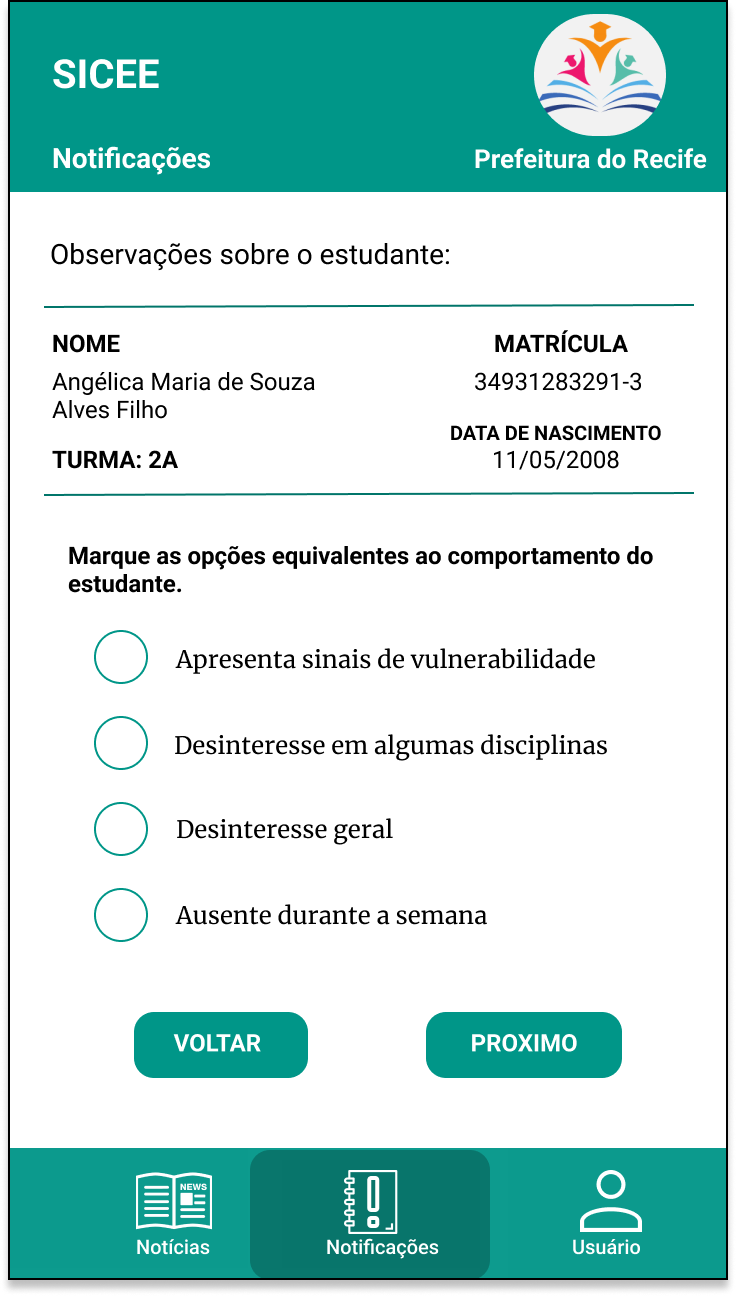 SICEE
Notificações
Prefeitura do Recife
Observações sobre o estudante:
NOME
Angélica Maria de Souza
Alves Filho
TURMA: 2A
MATRÍCULA
34931283291-3
DATA DE NASCIMENTO
11/05/2008
Marque as opções equivalentes ao comportamento do
estudante.
Apresenta sinais de vulnerabilidade
Desinteresse em algumas disciplinas
Desinteresse geral
Ausente durante a semana
VOLTAR
PROXIMO
NEWS
Notícias
Notificações
Usuário